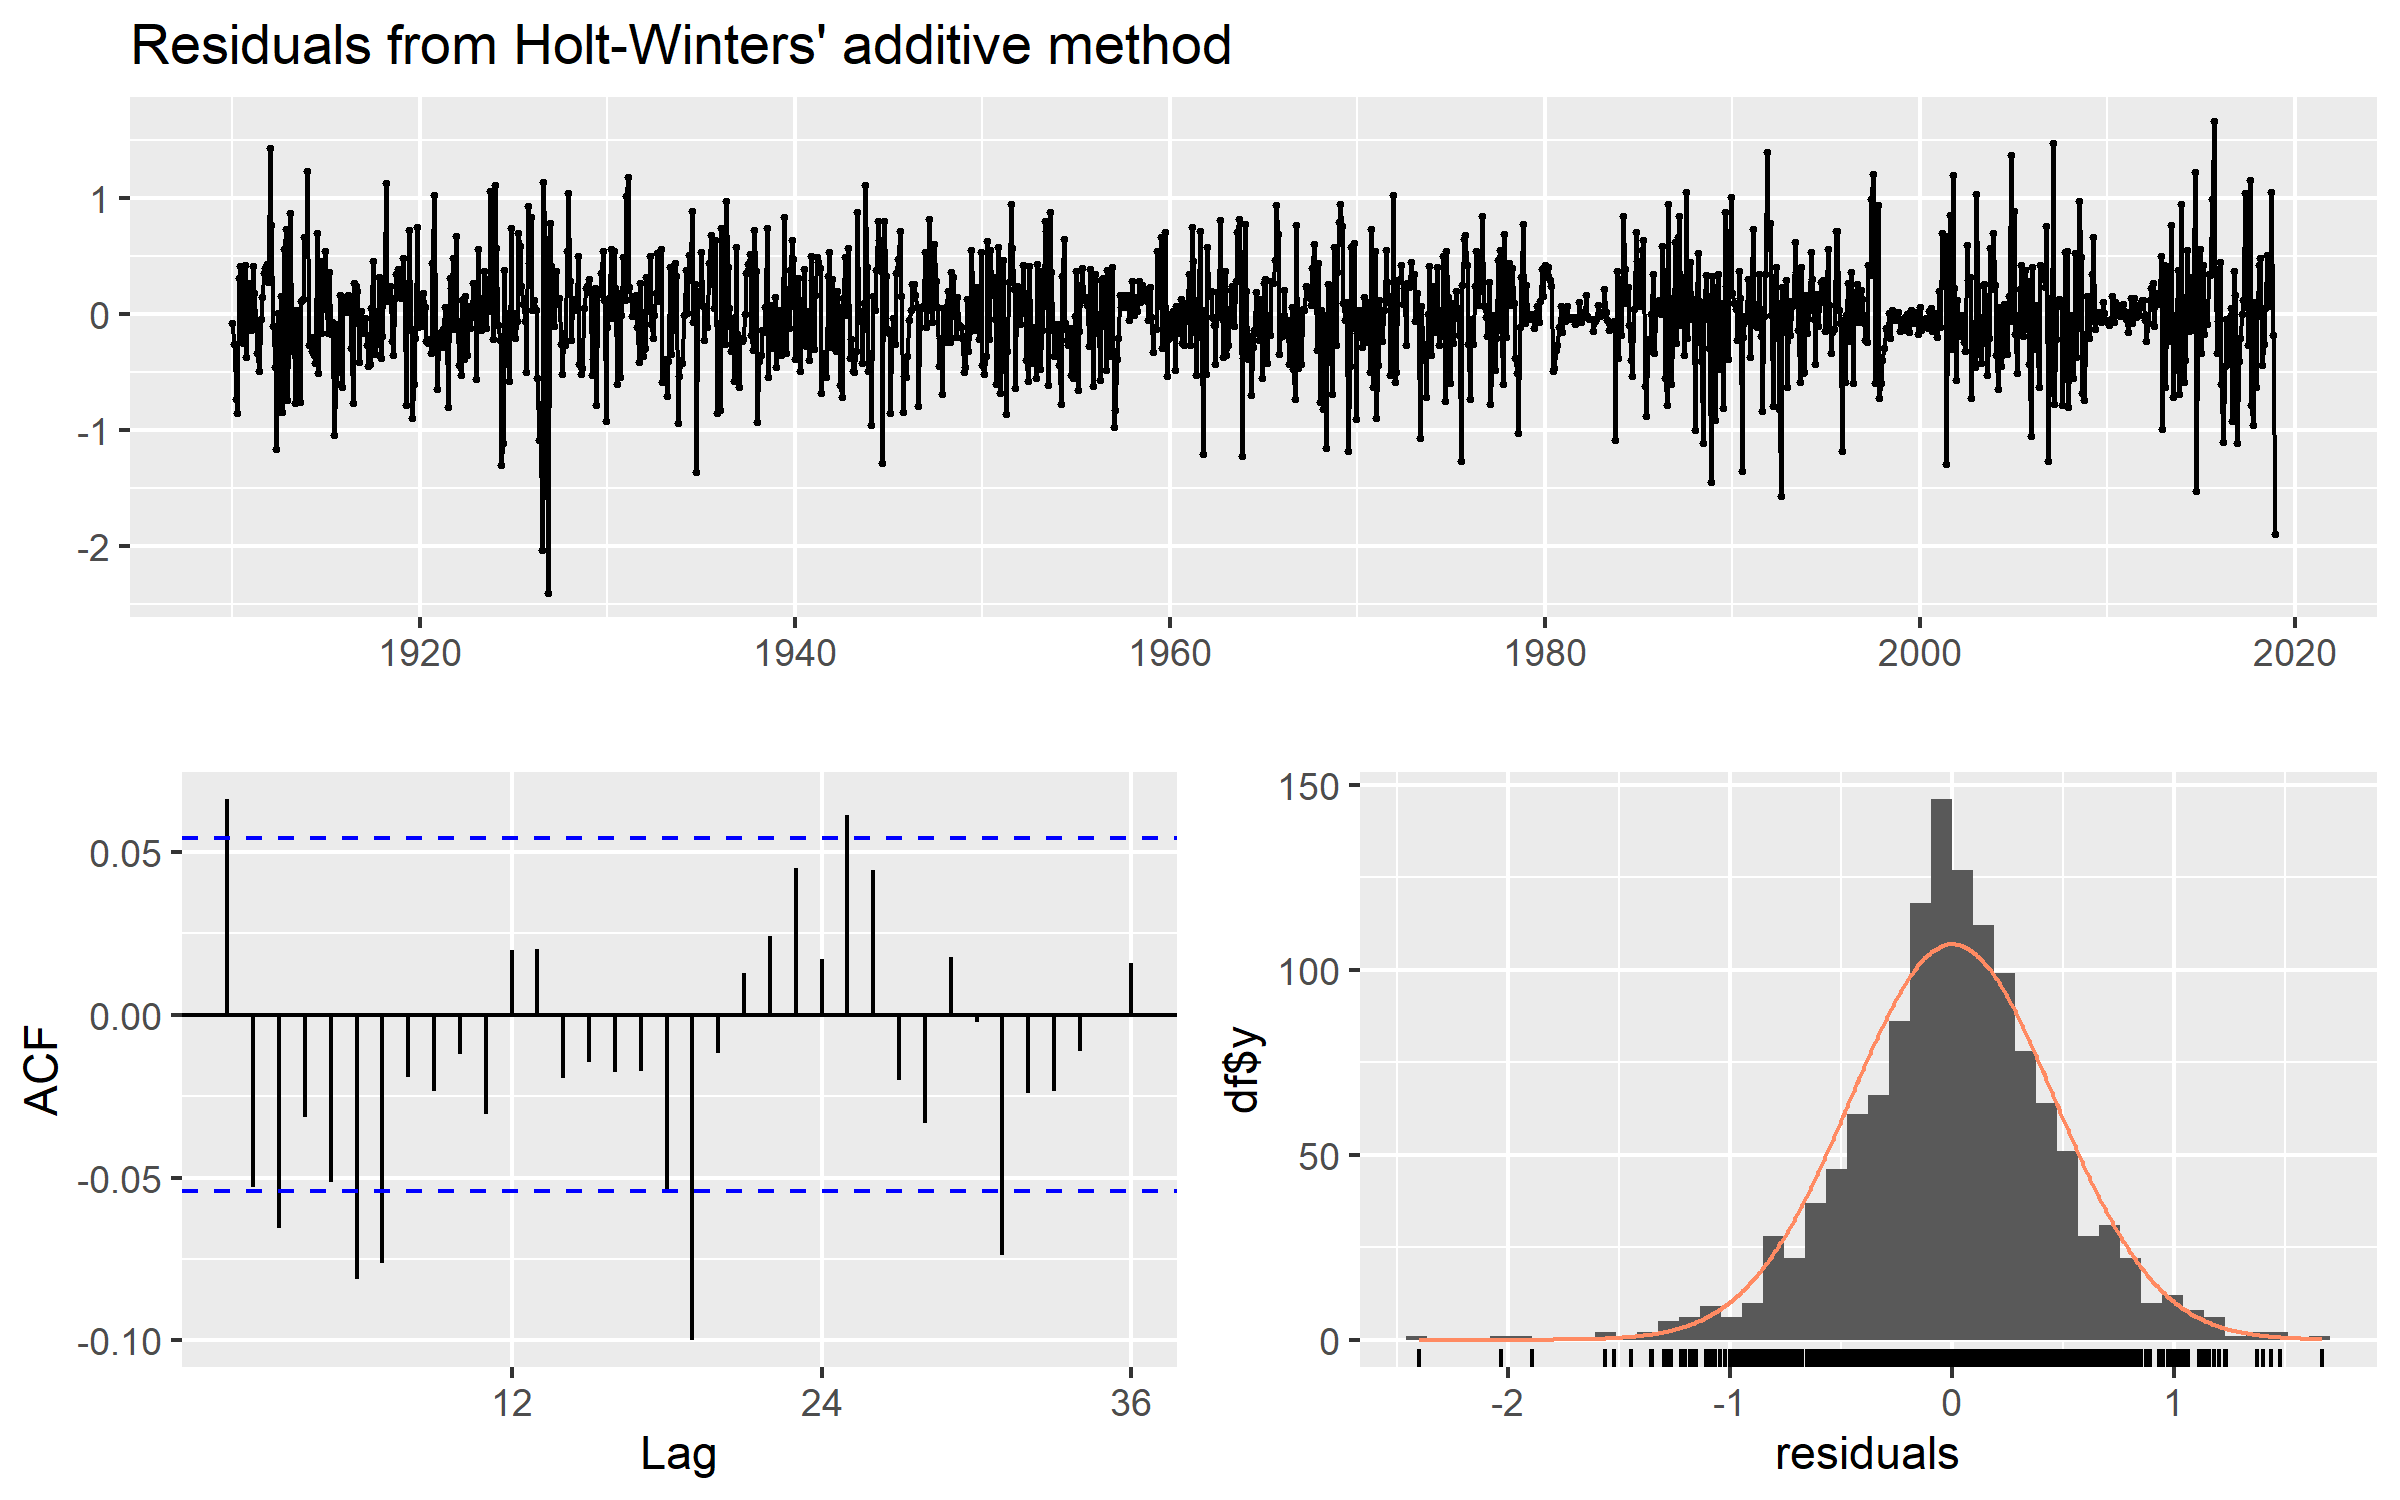 Residuals from Holt-Winters' additive method
1
0
-1
-2
1920 1940 1960 1980 2000 2020
ACF
0.05
0.00
-0.05
-0.10
12 24 36
Lag
df$y
150
100
50
0
-2 -1 0 1
residuals